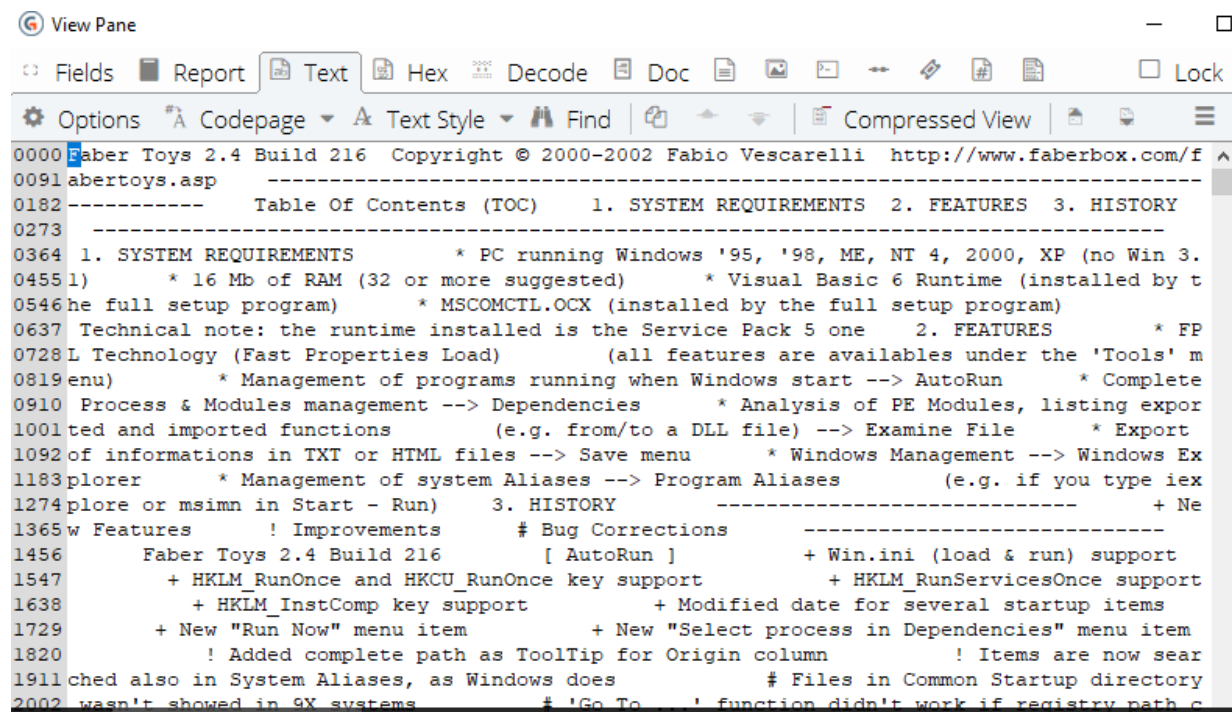 View Pane
Fields Report Text Hex Decode Doc Lock
Options Codepage Text Style Find Compressed View
0000 Faber Toys 2.4 Build 216  Copyright © 2000-2002 Fabio Vescarelli  http://www.faberbox.com/f
0091 abertoys.asp    -----------------------------------------------------------------------------
0182 -----------    Table Of Contents (TOC)    1. SYSTEM REQUIREMENTS  2. FEATURES  3. HISTORY
0273 ----------------------------------------------------------------------------------------
0364 1. SYSTEM REQUIREMENTS        * PC running Windows '95, '98, ME, NT 4, 2000, XP (no Win 3.
0455 1)      * 16 Mb of RAM (32 or more suggested)      * Visual Basic 6 Runtime (installed by t
0546 he full setup program)      * MSCOMCTL.OCX (installed by the full setup program)
0637 Technical note: the runtime installed is the Service Pack 5 one    2. FEATURES        * FP
0728 L Technology (Fast Properties Load)        (all features are availables under the 'Tools' m
0819 enu)        * Management of programs running when Windows start --> AutoRun      * Complete
0910 Process & Modules management --> Dependencies      * Analysis of PE Modules, listing expor
1001 ted and imported functions        (e.g. from/to a DLL file) --> Examine File      * Export
1092 of informations in TXT or HTML files --> Save menu      * Windows Management --> Windows Ex
1183 plorer      * Management of system Aliases --> Program Aliases        (e.g. if you type iex
1274 plore or msimn in Start - Run)    3. HISTORY        ----------------------------      + Ne
1365 w Features      ! Improvements      # Bug Corrections      ----------------------------
1456 Faber Toys 2.4 Build 216        [ AutoRun ]          + Win.ini (load & run) support
1547 + HKLM_RunOnce and HKCU_RunOnce key support          + HKLM_RunServicesOnce support
1638 + HKLM_InstComp key support          + Modified date for several startup items
1729 + New "Run Now" menu item          + New "Select process in Dependencies" menu item
1820 ! Added complete path as ToolTip for Origin column          ! Items are now sear
1911 ched also in System Aliases, as Windows does            # Files in Common Startup directory
2002 wasn't showed in 9X systems          # 'Go To ...' function didn't work if registry path c